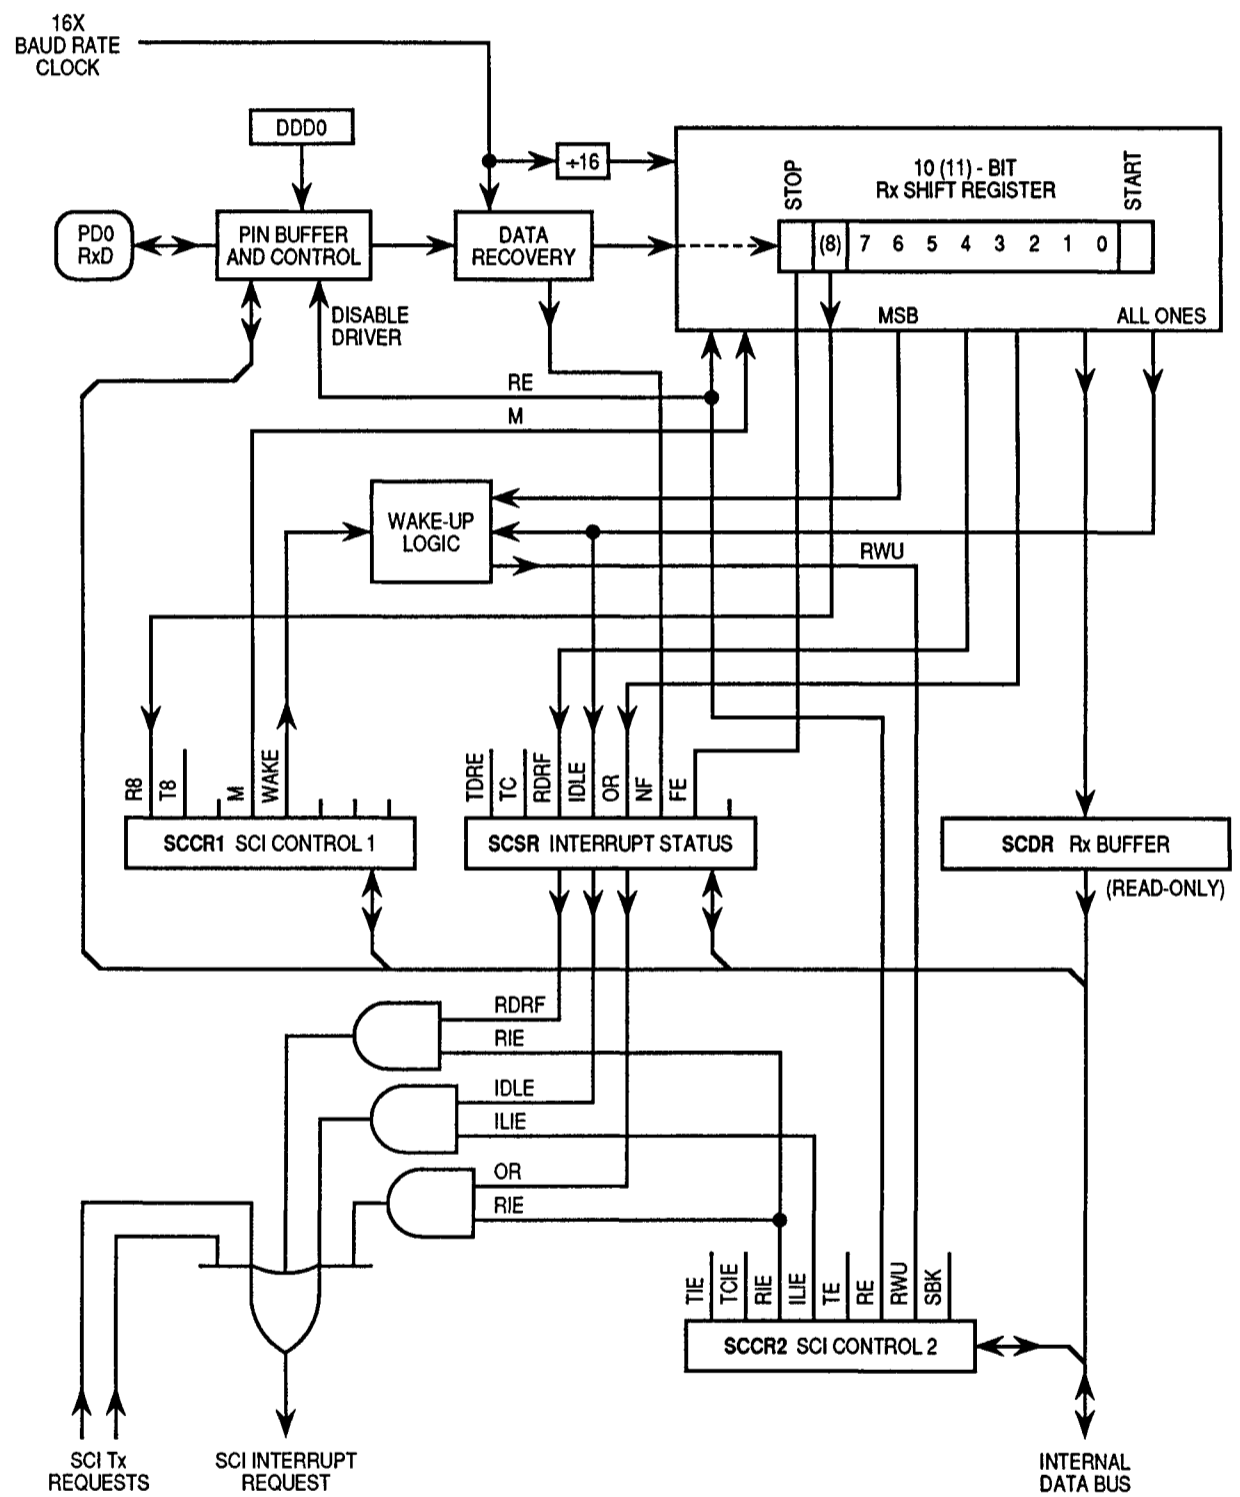 16X
BAUD RATE
CLOCK
DDD0
÷16
10 (11) - BIT
Rx SHIFT REGISTER
STOP
START
PD0
RxD
PIN BUFFER
AND CONTROL
DATA
RECOVERY
(8) 7 6 5 4 3 2 1 0
DISABLE
DRIVER
MSB
ALL ONES
RE
M
WAKE-UP
LOGIC
RWU
R8
T8
M
WAKE
TDRE
TC
RDRF
IDLE
OR
NF
FE
SCCR1 SCI CONTROL 1
SCSR INTERRUPT STATUS
SCDR Rx BUFFER
(READ-ONLY)
RDRF
RIE
IDLE
ILIE
OR
RIE
TIE
TCIE
RIE
ILIE
TE
RE
RWU
SBK
SCCR2 SCI CONTROL 2
SCI Tx
REQUESTS
SCI INTERRUPT
REQUEST
INTERNAL
DATA BUS